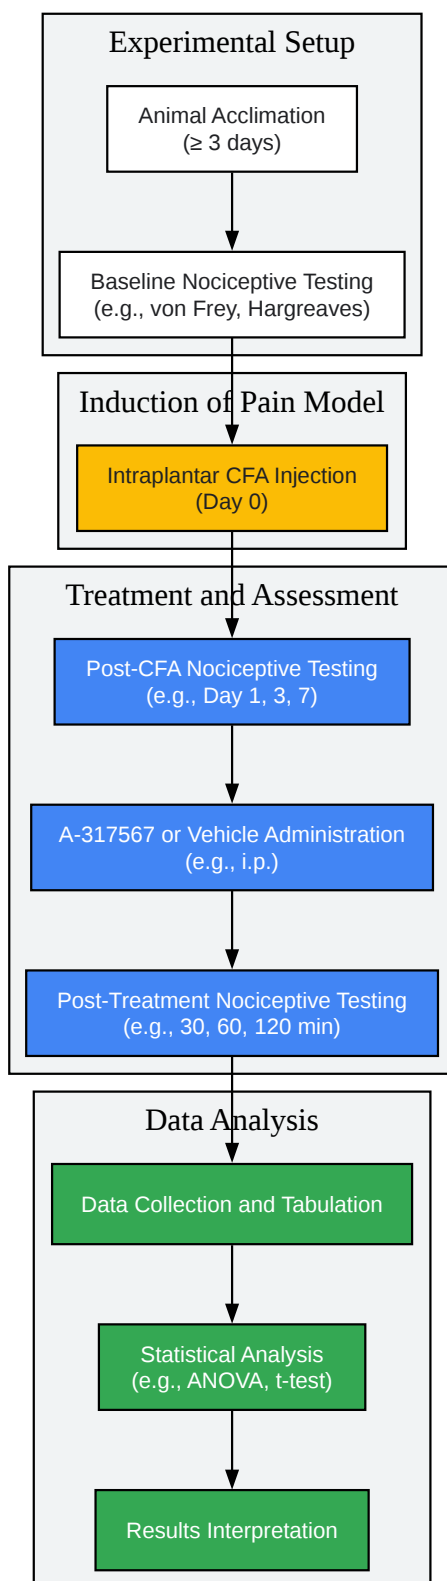 Experimental Setup
Animal Acclimation
(≥ 3 days)
Baseline Nociceptive Testing
(e.g., von Frey, Hargreaves)
Induction of Pain Model
Intraplantar CFA Injection
(Day 0)
Treatment and Assessment
Post-CFA Nociceptive Testing
(e.g., Day 1, 3, 7)
A-317567 or Vehicle Administration
(e.g., i.p.)
Post-Treatment Nociceptive Testing
(e.g., 30, 60, 120 min)
Data Analysis
Data Collection and Tabulation
Statistical Analysis
(e.g., ANOVA, t-test)
Results Interpretation